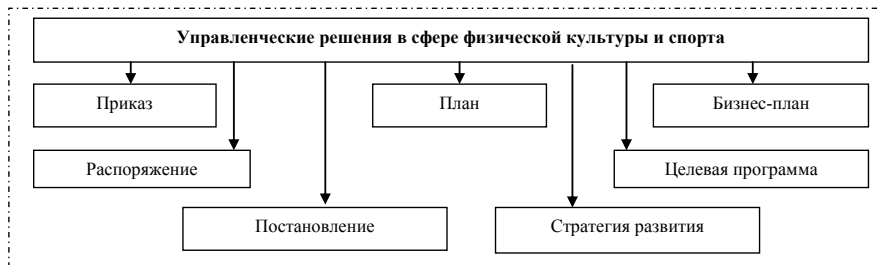 Управленческие решения в сфере физической культуры и спорта
Приказ
План
Бизнес-план
Распоряжение
Целевая программа
Постановление
Стратегия развития